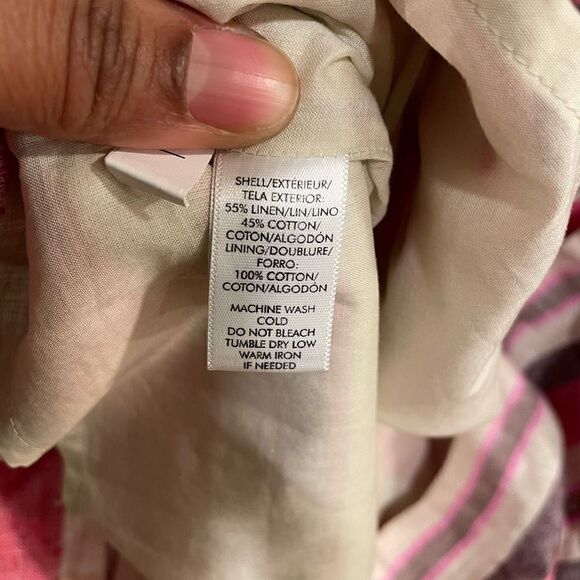 SHELL/EXTÉRIEUR/
TELA EXTERIOR:
55% LINEN/LIN/LINO
45% COTTON/
COTON/ALGODÓN
LINING/DOUBLURE/
FORRO:
100% COTTON/
COTON/ALGODÓN
MACHINE WASH
COLD
DO NOT BLEACH
TUMBLE DRY LOW
WARM IRON
IF NEEDED